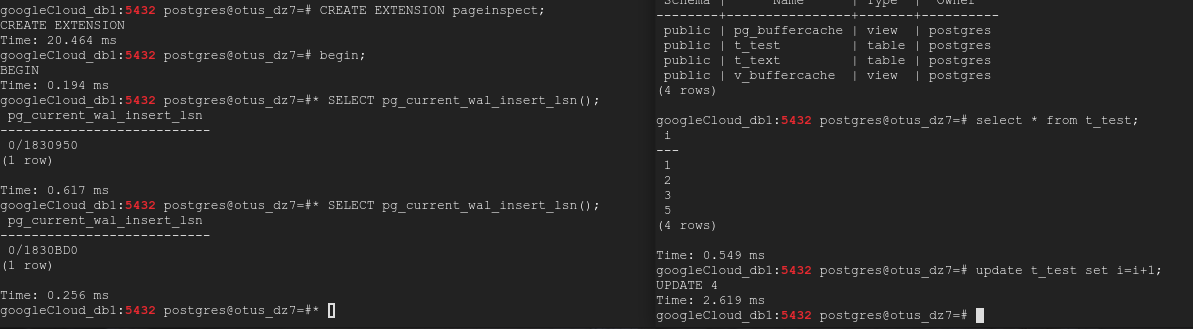 googleCloud_db1:5432 postgres@otus_dz7=# CREATE EXTENSION pageinspect;
CREATE EXTENSION
Time: 20.464 ms
googleCloud_db1:5432 postgres@otus_dz7=# begin;
BEGIN
Time: 0.194 ms
googleCloud_db1:5432 postgres@otus_dz7=#* SELECT pg_current_wal_insert_lsn();
 pg_current_wal_insert_lsn
----------------------------
 0/1830950
(1 row)

Time: 0.617 ms
googleCloud_db1:5432 postgres@otus_dz7=#* SELECT pg_current_wal_insert_lsn();
 pg_current_wal_insert_lsn
----------------------------
 0/1830BD0
(1 row)

Time: 0.256 ms
googleCloud_db1:5432 postgres@otus_dz7=#*
 Schema |      Name      | Type  |  Owner
--------+----------------+-------+----------
 public | pg_buffercache | view  | postgres
 public | t_test         | table | postgres
 public | t_text         | table | postgres
 public | v_buffercache  | view  | postgres
(4 rows)

googleCloud_db1:5432 postgres@otus_dz7=# select * from t_test;
 i
---
 1
 2
 3
 5
(4 rows)

Time: 0.549 ms
googleCloud_db1:5432 postgres@otus_dz7=# update t_test set i=i+1;
UPDATE 4
Time: 2.619 ms
googleCloud_db1:5432 postgres@otus_dz7=#